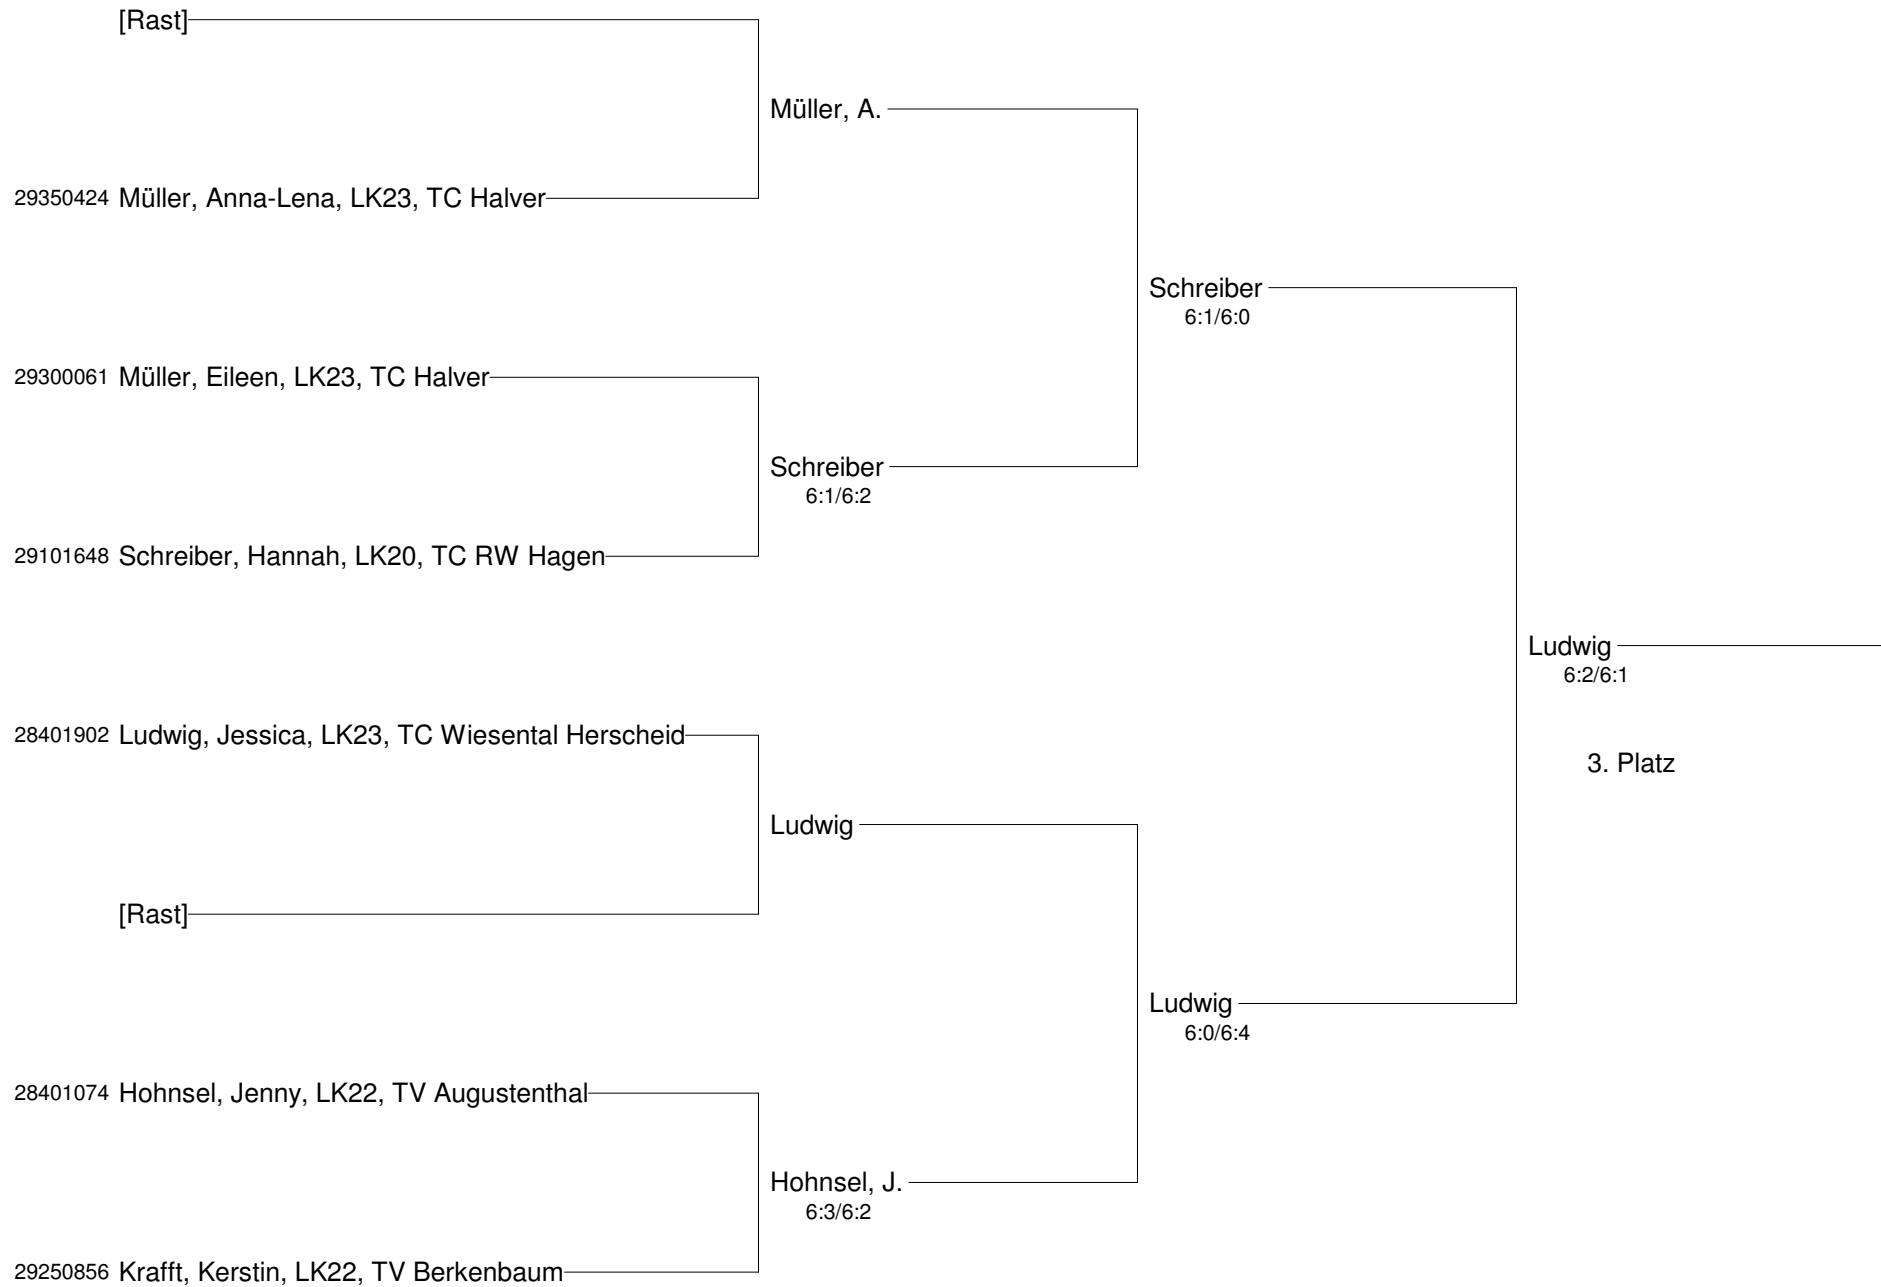 [Rast]
Müller, A.
29350424 Müller, Anna-Lena, LK23, TC Halver
Schreiber
6:1/6:0
29300061 Müller, Eileen, LK23, TC Halver
Schreiber
6:1/6:2
29101648 Schreiber, Hannah, LK20, TC RW Hagen
Ludwig
6:2/6:1
28401902 Ludwig, Jessica, LK23, TC Wiesental Herscheid
3. Platz
Ludwig
[Rast]
Ludwig
6:0/6:4
28401074 Hohnsel, Jenny, LK22, TV Augustenthal
Hohnsel, J.
6:3/6:2
29250856 Krafft, Kerstin, LK22, TV Berkenbaum